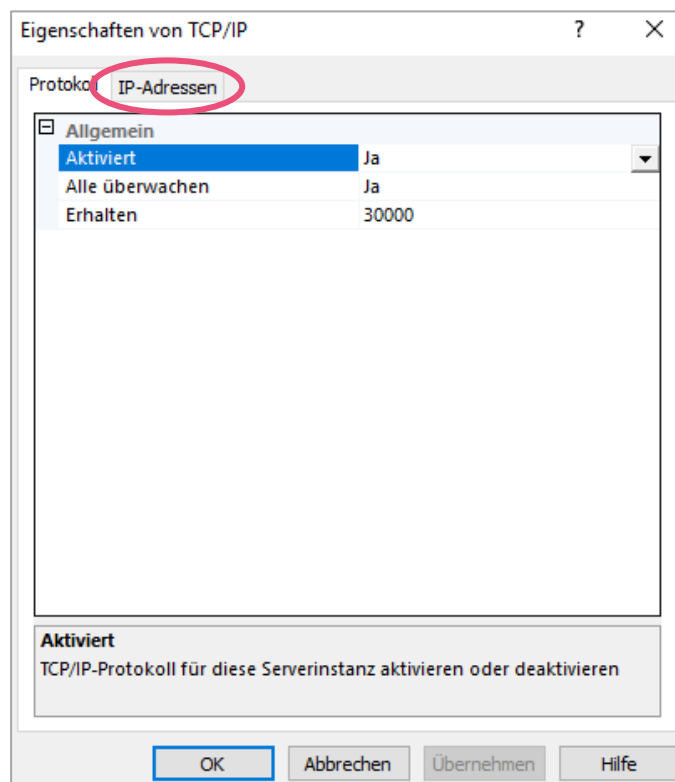 Eigenschaften von TCP/IP ?
Protokoll IP-Adressen
Allgemein
Aktiviert Ja
Alle überwachen Ja
Erhalten 30000
Aktiviert
TCP/IP-Protokoll für diese Serverinstanz aktivieren oder deaktivieren
OK Abbrechen Übernehmen Hilfe